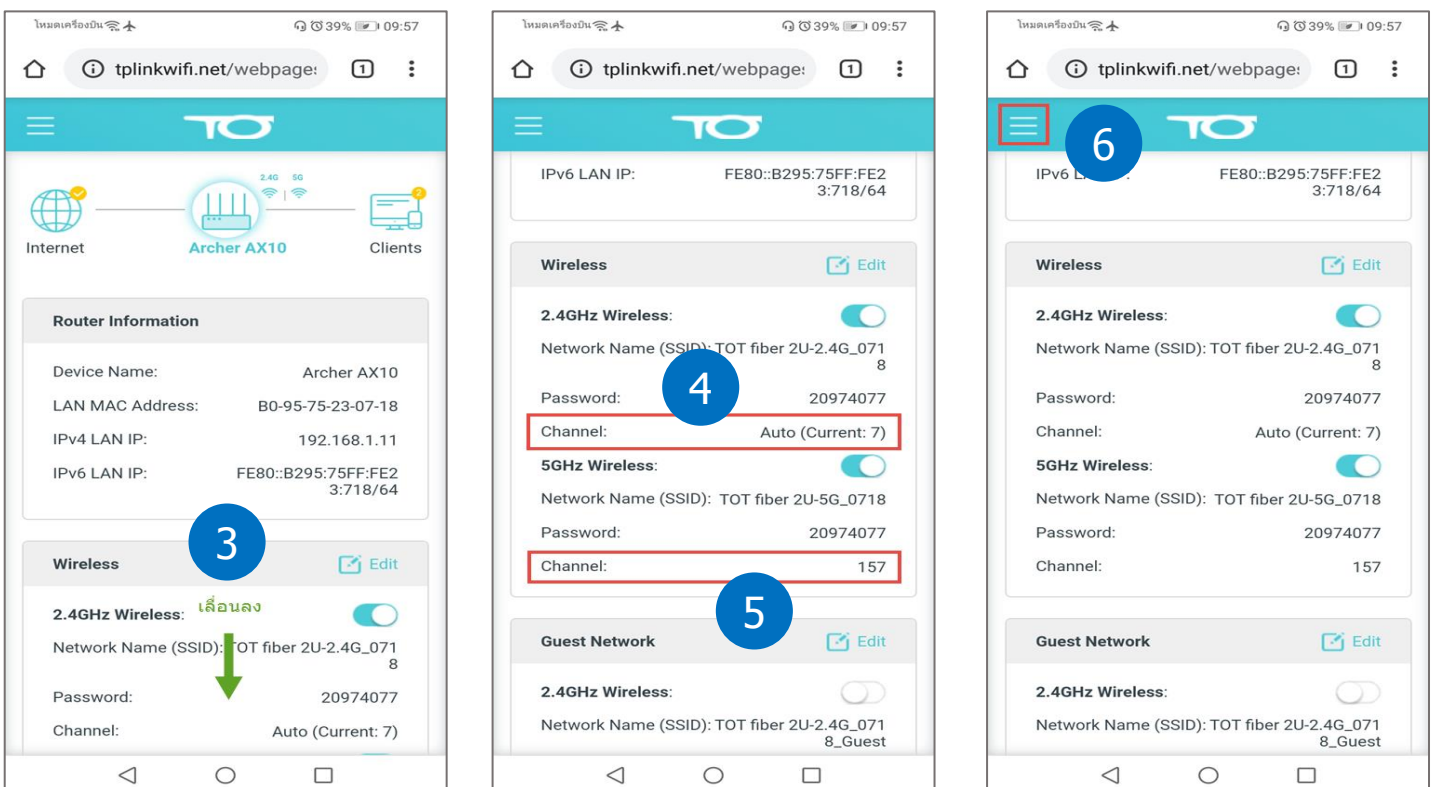 โหมดเครื่องบิน 39% 09:57
tplinkwifi.net/webpage: 1
TOT
2.4G 5G
2
Internet Archer AX10 Clients
Router Information
Device Name: Archer AX10
LAN MAC Address: B0-95-75-23-07-18
IPv4 LAN IP: 192.168.1.11
IPv6 LAN IP: FE80::B295:75FF:FE2
3:718/64
3
Wireless Edit
2.4GHz Wireless:
เลื่อนลง
Network Name (SSID): TOT fiber 2U-2.4G_071
8
Password: 20974077
Channel: Auto (Current: 7)
โหมดเครื่องบิน 39% 09:57
tplinkwifi.net/webpage: 1
TOT
IPv6 LAN IP: FE80::B295:75FF:FE2
3:718/64
Wireless Edit
2.4GHz Wireless:
Network Name (SSID): TOT fiber 2U-2.4G_071
8
4
Password: 20974077
Channel: Auto (Current: 7)
5GHz Wireless:
Network Name (SSID): TOT fiber 2U-5G_0718
Password: 20974077
Channel: 157
5
Guest Network Edit
2.4GHz Wireless:
Network Name (SSID): TOT fiber 2U-2.4G_071
8_Guest
โหมดเครื่องบิน 39% 09:57
tplinkwifi.net/webpage: 1
TOT
6
IPv6 FE80::B295:75FF:FE2
3:718/64
Wireless Edit
2.4GHz Wireless:
Network Name (SSID): TOT fiber 2U-2.4G_071
8
Password: 20974077
Channel: Auto (Current: 7)
5GHz Wireless:
Network Name (SSID): TOT fiber 2U-5G_0718
Password: 20974077
Channel: 157
Guest Network Edit
2.4GHz Wireless:
Network Name (SSID): TOT fiber 2U-2.4G_071
8_Guest